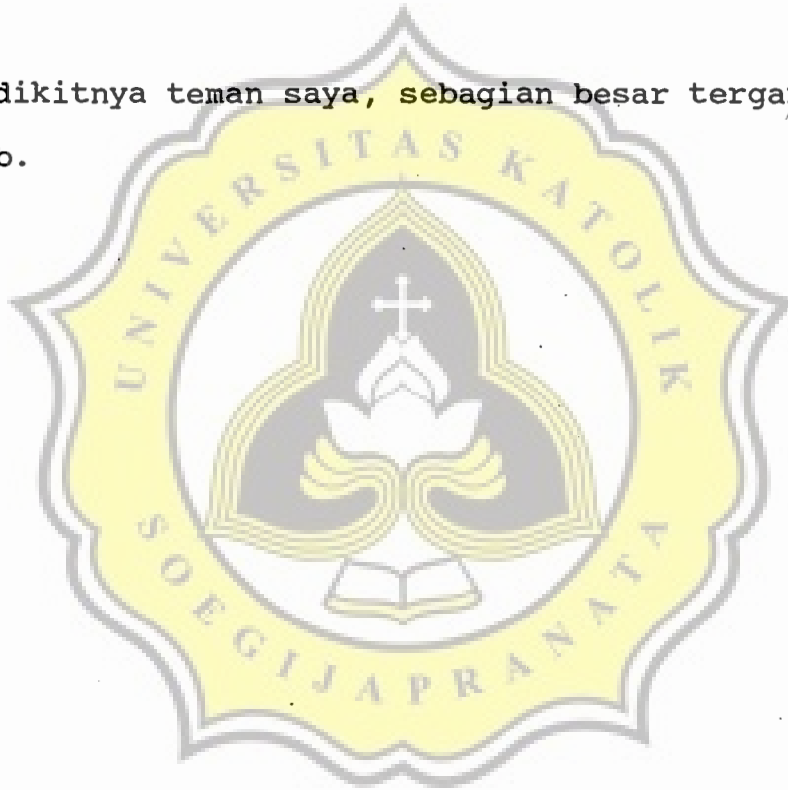 dikitnya teman saya, sebagian besar terga
o.
UNIVERSITAS KATOLIK
SOEGIJAPRANATA